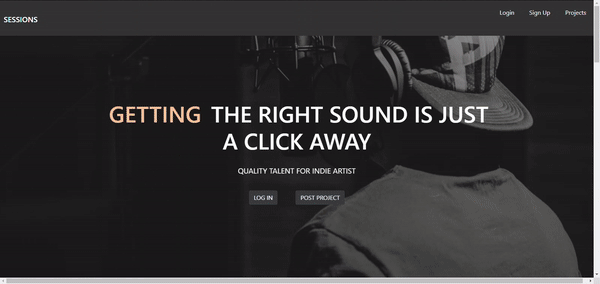 SESSIONS
Login Sign Up Projects
GETTING THE RIGHT SOUND IS JUST
A CLICK AWAY
QUALITY TALENT FOR INDIE ARTIST
LOG IN POST PROJECT